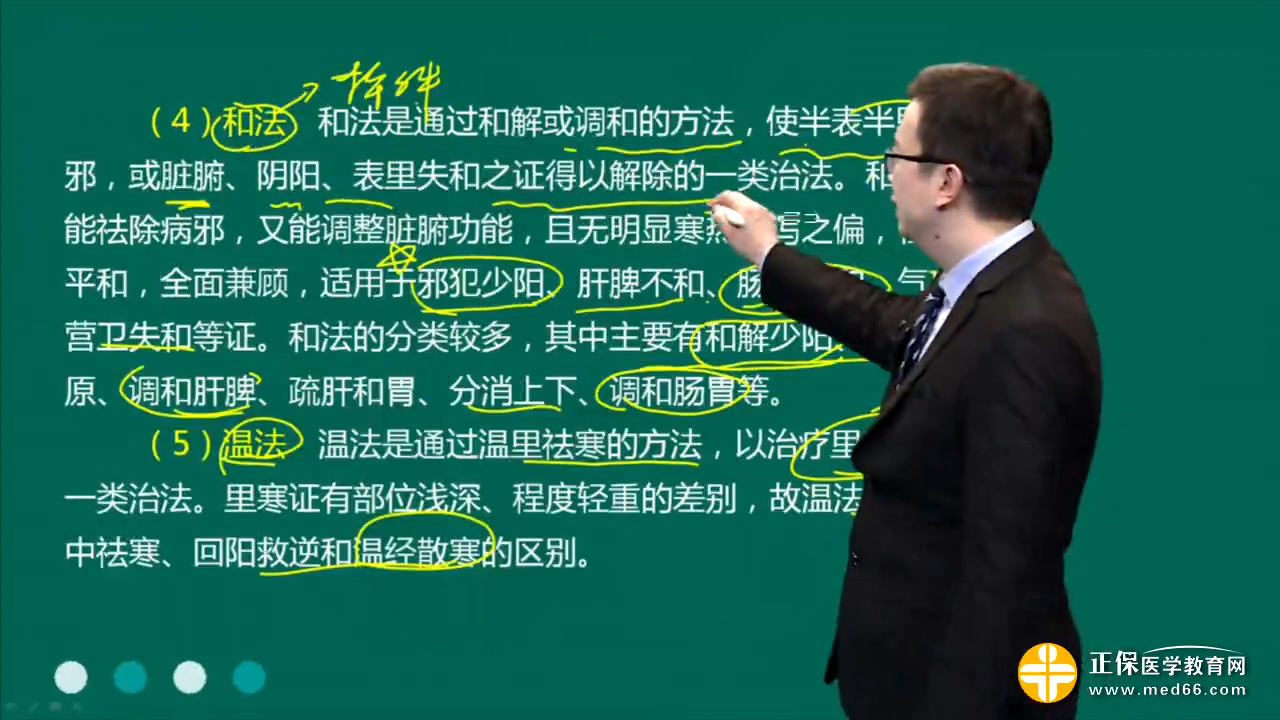 （4）和法 和法是通过和解或调和的方法，使半表半
邪，或脏腑、阴阳、表里失和之证得以解除的一类治法。和
能祛除病邪，又能调整脏腑功能，且无明显寒 之偏，
平和，全面兼顾，适用于邪犯少阳、肝脾不和、肠 气
营卫失和等证。和法的分类较多，其中主要有和解少阳
原、调和肝脾、疏肝和胃、分消上下、调和肠胃等。
（5）温法 温法是通过温里祛寒的方法，以治疗里
一类治法。里寒证有部位浅深、程度轻重的差别，故温法
中祛寒、回阳救逆和温经散寒的区别。
正保医学教育网
www.med66.com